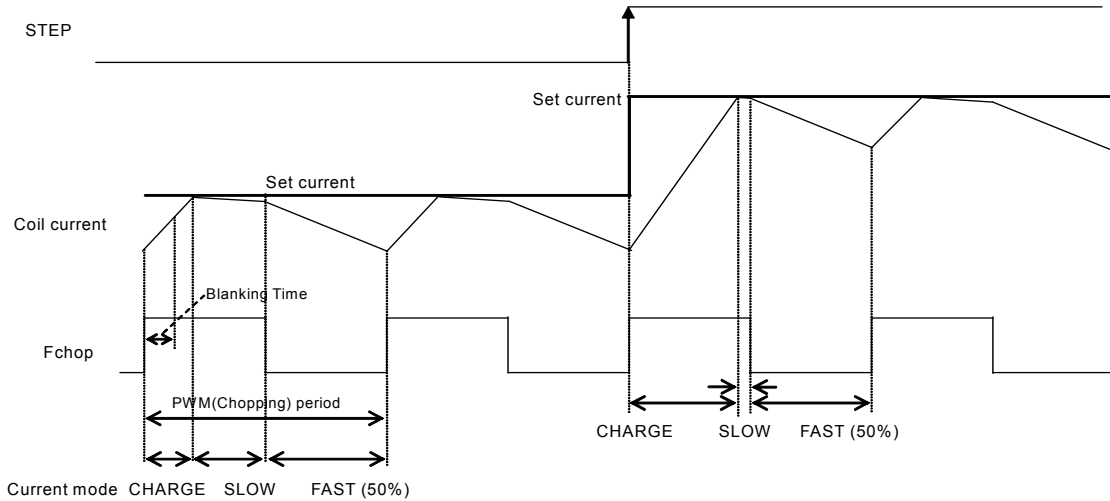 STEP
Set current
Set current
Coil current
Blanking Time
Fchop
PWM(Chopping) period
CHARGE SLOW FAST (50%)
Current mode CHARGE SLOW FAST (50%)